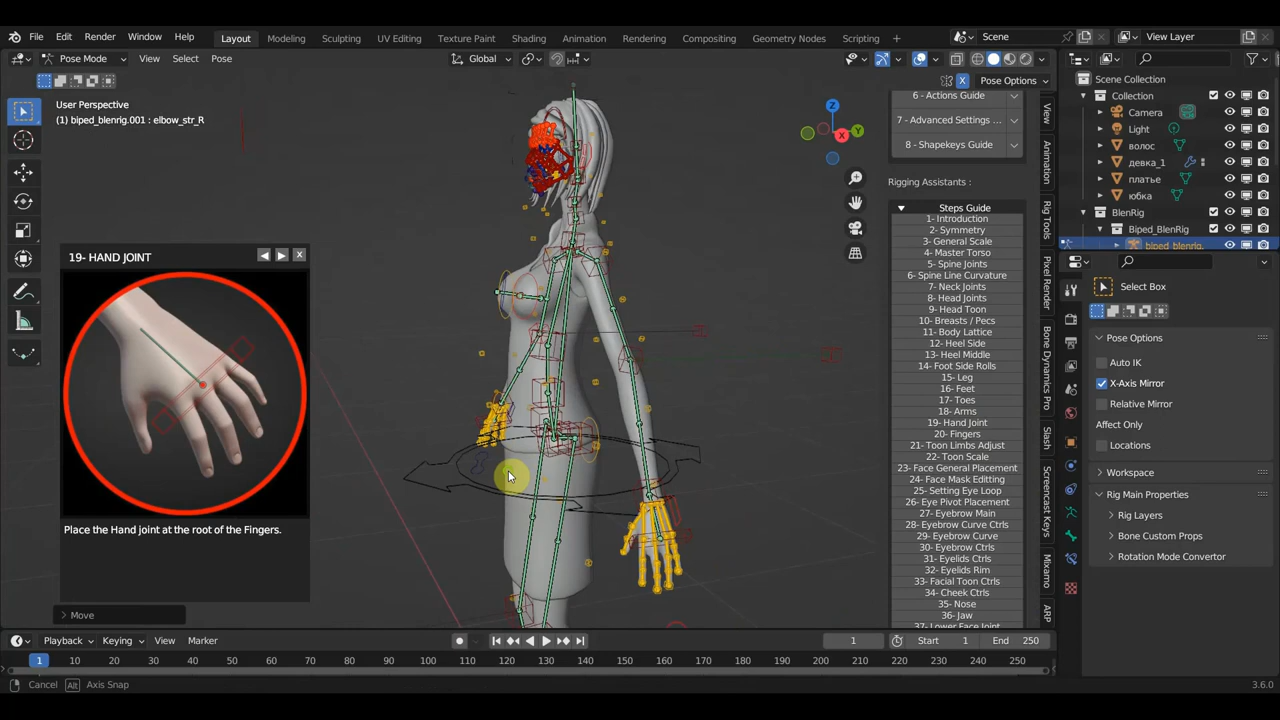 File Edit Render Window Help Layout Modeling Sculpting UV Editing Texture Paint Shading Animation Rendering Compositing Geometry Nodes Scripting + Scene View Layer
Pose Mode View Select Pose Global
X Pose Options
User Perspective
(1) biped_blenrig.001 : elbow_str_R
Z
Y
X
6 - Actions Guide
7 - Advanced Settings ...
8 - Shapekeys Guide
Rigging Assistants :
Steps Guide
1- Introduction
2- Symmetry
3- General Scale
4- Master Torso
5- Spine Joints
6- Spine Line Curvature
7- Neck Joints
8- Head Joints
9- Head Toon
10- Breasts / Pecs
11- Body Lattice
12- Heel Side
13- Heel Middle
14- Foot Side Rolls
15- Leg
16- Feet
17- Toes
18- Arms
19- Hand Joint
20- Fingers
21- Toon Limbs Adjust
22- Toon Scale
23- Face General Placement
24- Face Mask Editing
25- Setting Eye Loop
26- Eye Pivot Placement
27- Eyebrow Main
28- Eyebrow Curve Ctrls
29- Eyebrow Curve
30- Eyebrow Ctrls
31- Eyelids Ctrls
32- Eyelids Rim
33- Facial Toon Ctrls
34- Cheek Ctrls
35- Nose
36- Jaw
37- Lower Face Joint
View
Animation
Rig Tools
Pixel Render
Bone Dynamics Pro
Slash
Screencast Keys
Mixamo
ARP
Scene Collection
Collection
Camera
Light
волос
девка_1
платье
юбка
BlenRig
Biped_BlenRig
biped_blenrig.
Select Box
Pose Options
Auto IK
X-Axis Mirror
Relative Mirror
Affect Only
Locations
Workspace
Rig Main Properties
Rig Layers
Bone Custom Props
Rotation Mode Convertor
19- HAND JOINT
Place the Hand joint at the root of the Fingers.
Move
Playback Keying View Marker 1 Start 1 End 250
1 10 20 30 40 50 60 70 80 90 100 110 120 130 140 150 160 170 180 190 200 210 220 230 240 250
Cancel Alt Axis Snap 3.6.0